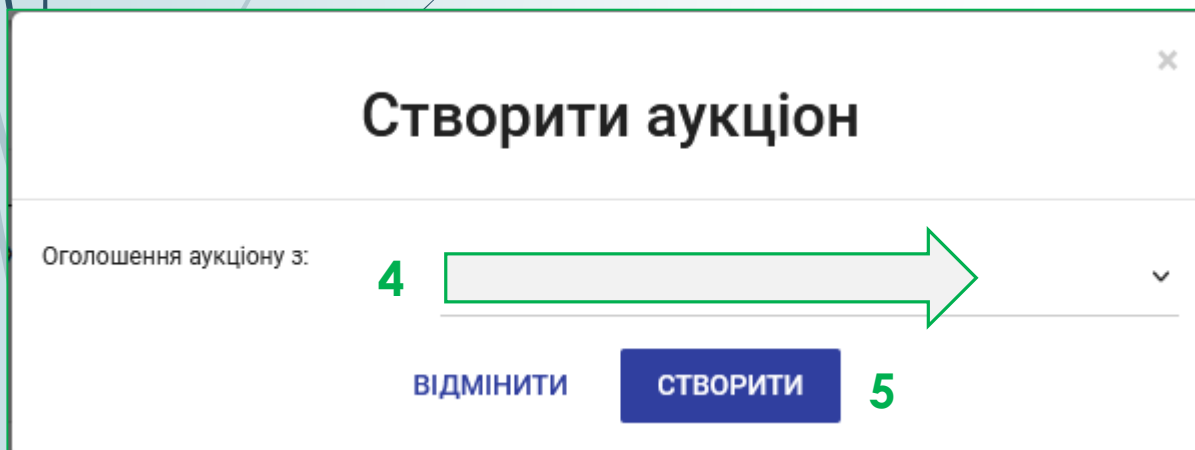 ×
Створити аукціон
Оголошення аукціону з:
4
ВІДМІНИТИ СТВОРИТИ 5